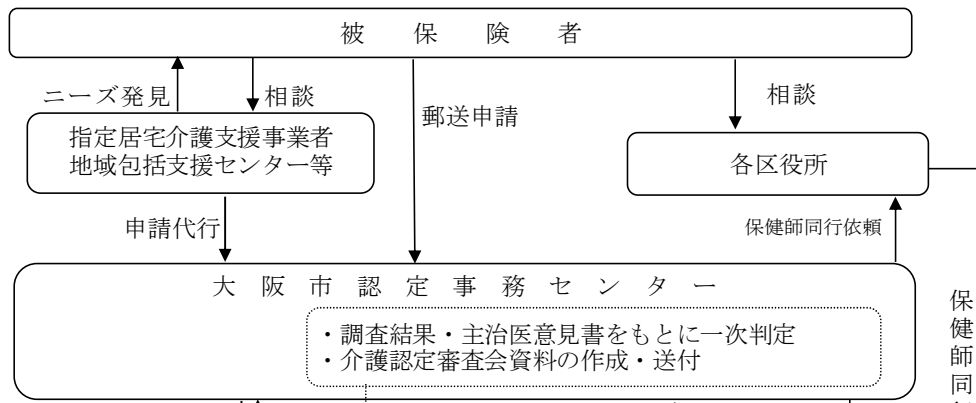 被保険者
ニーズ発見
相談
郵送申請
相談
指定居宅介護支援事業者
地域包括支援センター等
各区役所
申請代行
保健師同行依頼
大阪市認定事務センター
・調査結果・主治医意見書をもとに一次判定
・介護認定審査会資料の作成・送付
保健師同